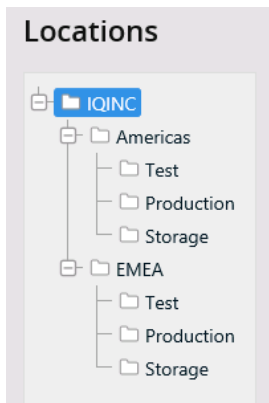 Locations
IQINC
Americas
Test
Production
Storage
EMEA
Test
Production
Storage